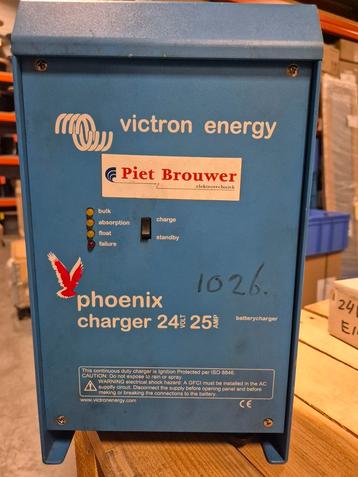 victron energy
Piet Brouwer
elektrotechniek
bulk
absorption
float
failure
charge
standby
1026.
phoenix
charger 24 VOLT 25 AMP
batterycharger
This continuous duty charger is Ignition Protected per ISO 8846.
CAUTION: Do not expose to rain or spray.
WARNING electrical shock hazard: A GFCI must be installed in the AC
supply circuit. Disconnect the supply before opening panel and before
making or breaking the connections to the battery.
www.victronenergy.com
CE
24V